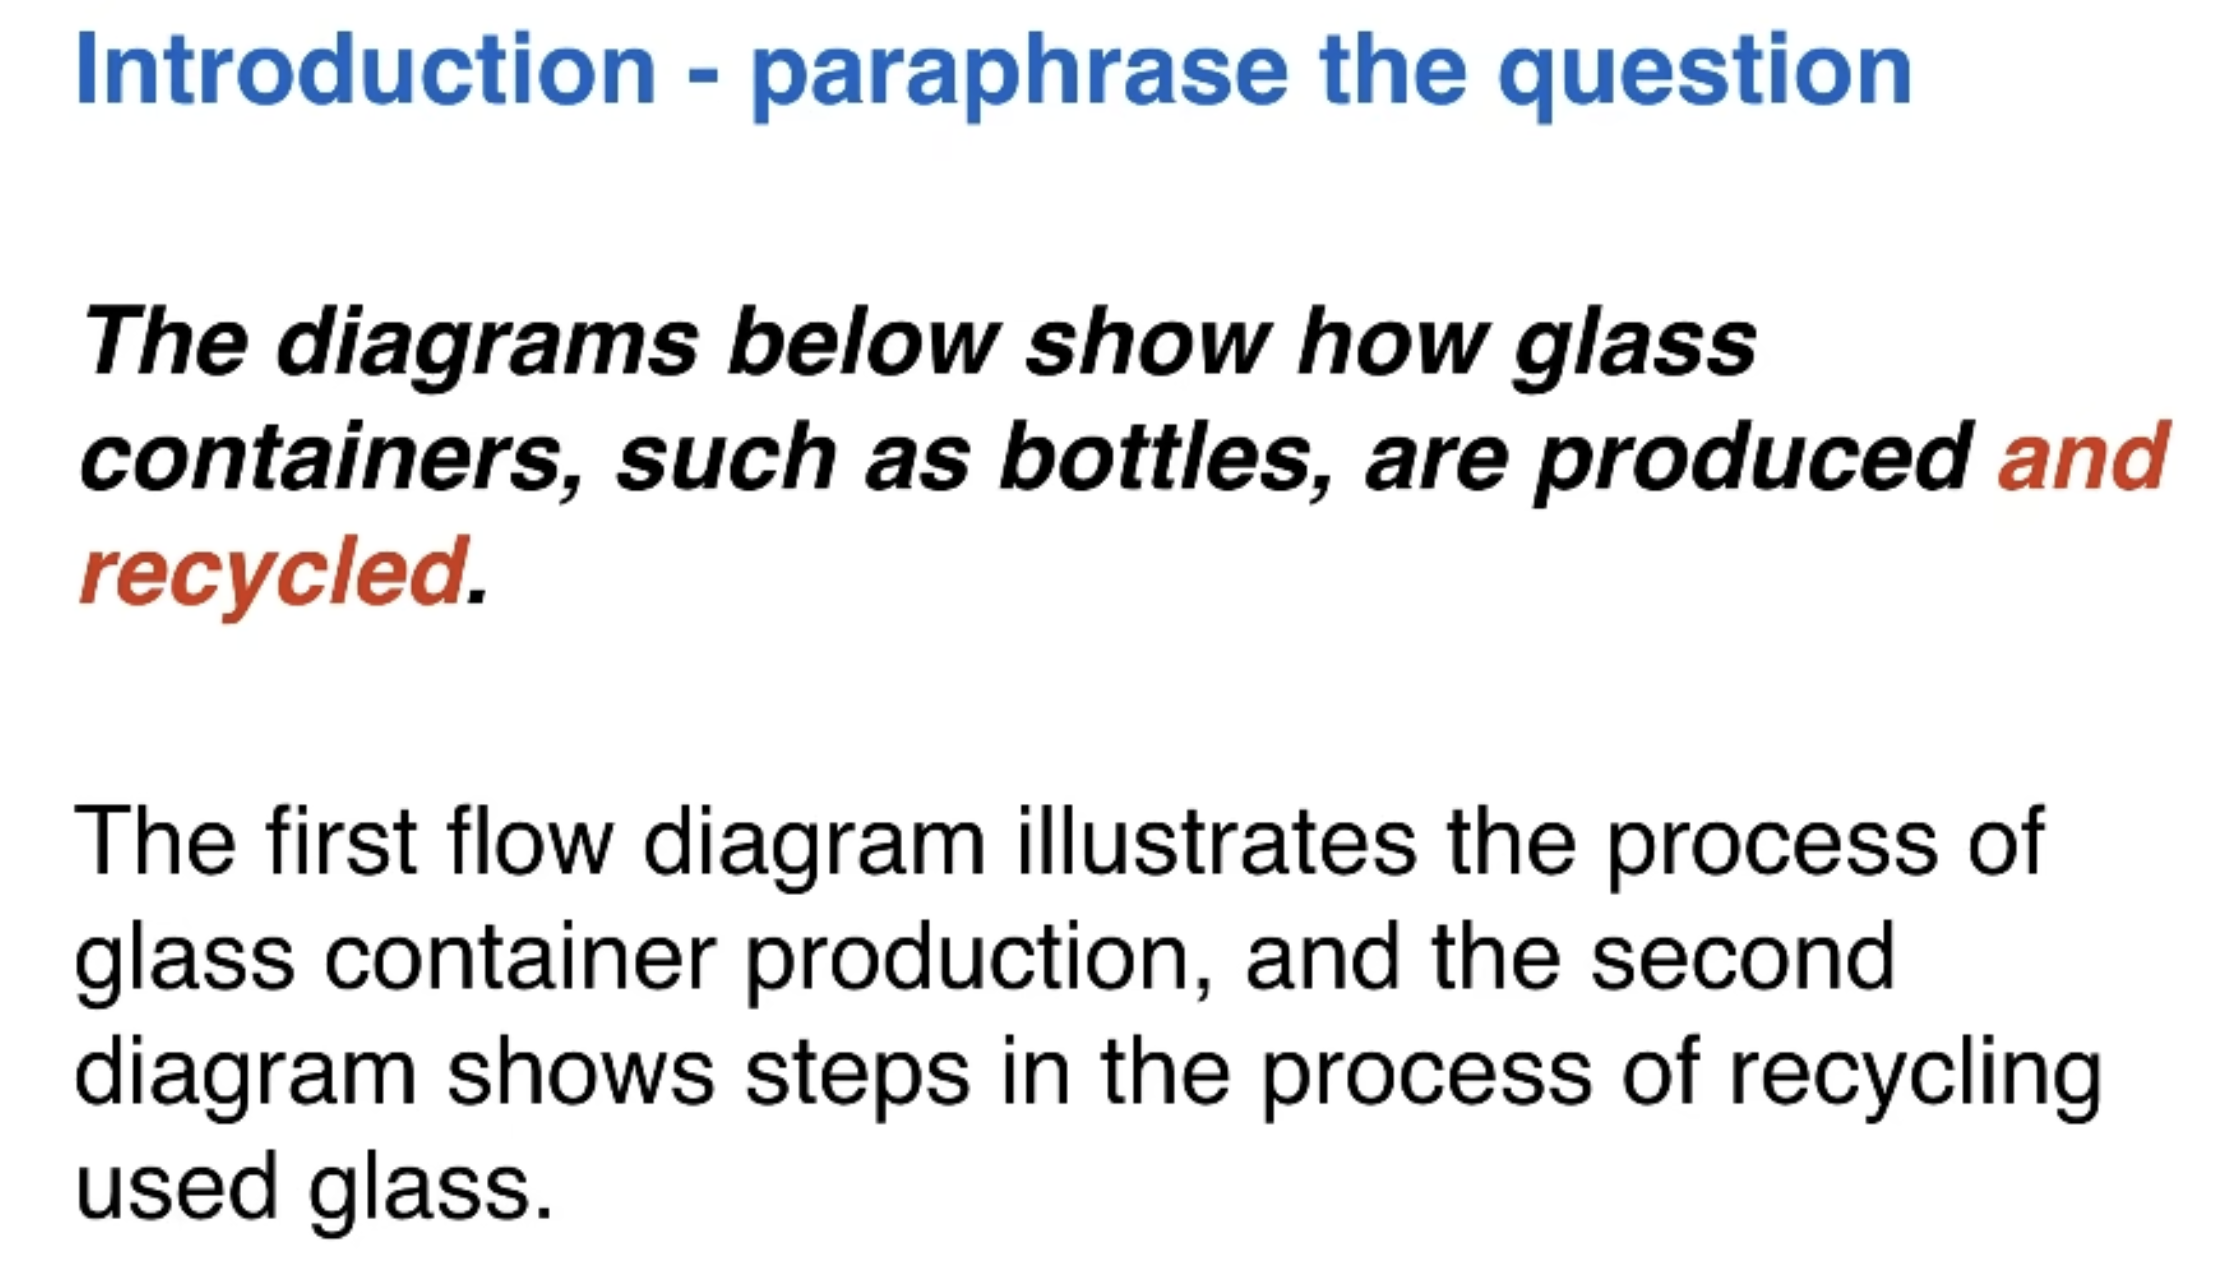 Introduction - paraphrase the question
The diagrams below show how glass
containers, such as bottles, are produced and
recycled.
The first flow diagram illustrates the process of
glass container production, and the second
diagram shows steps in the process of recycling
used glass.